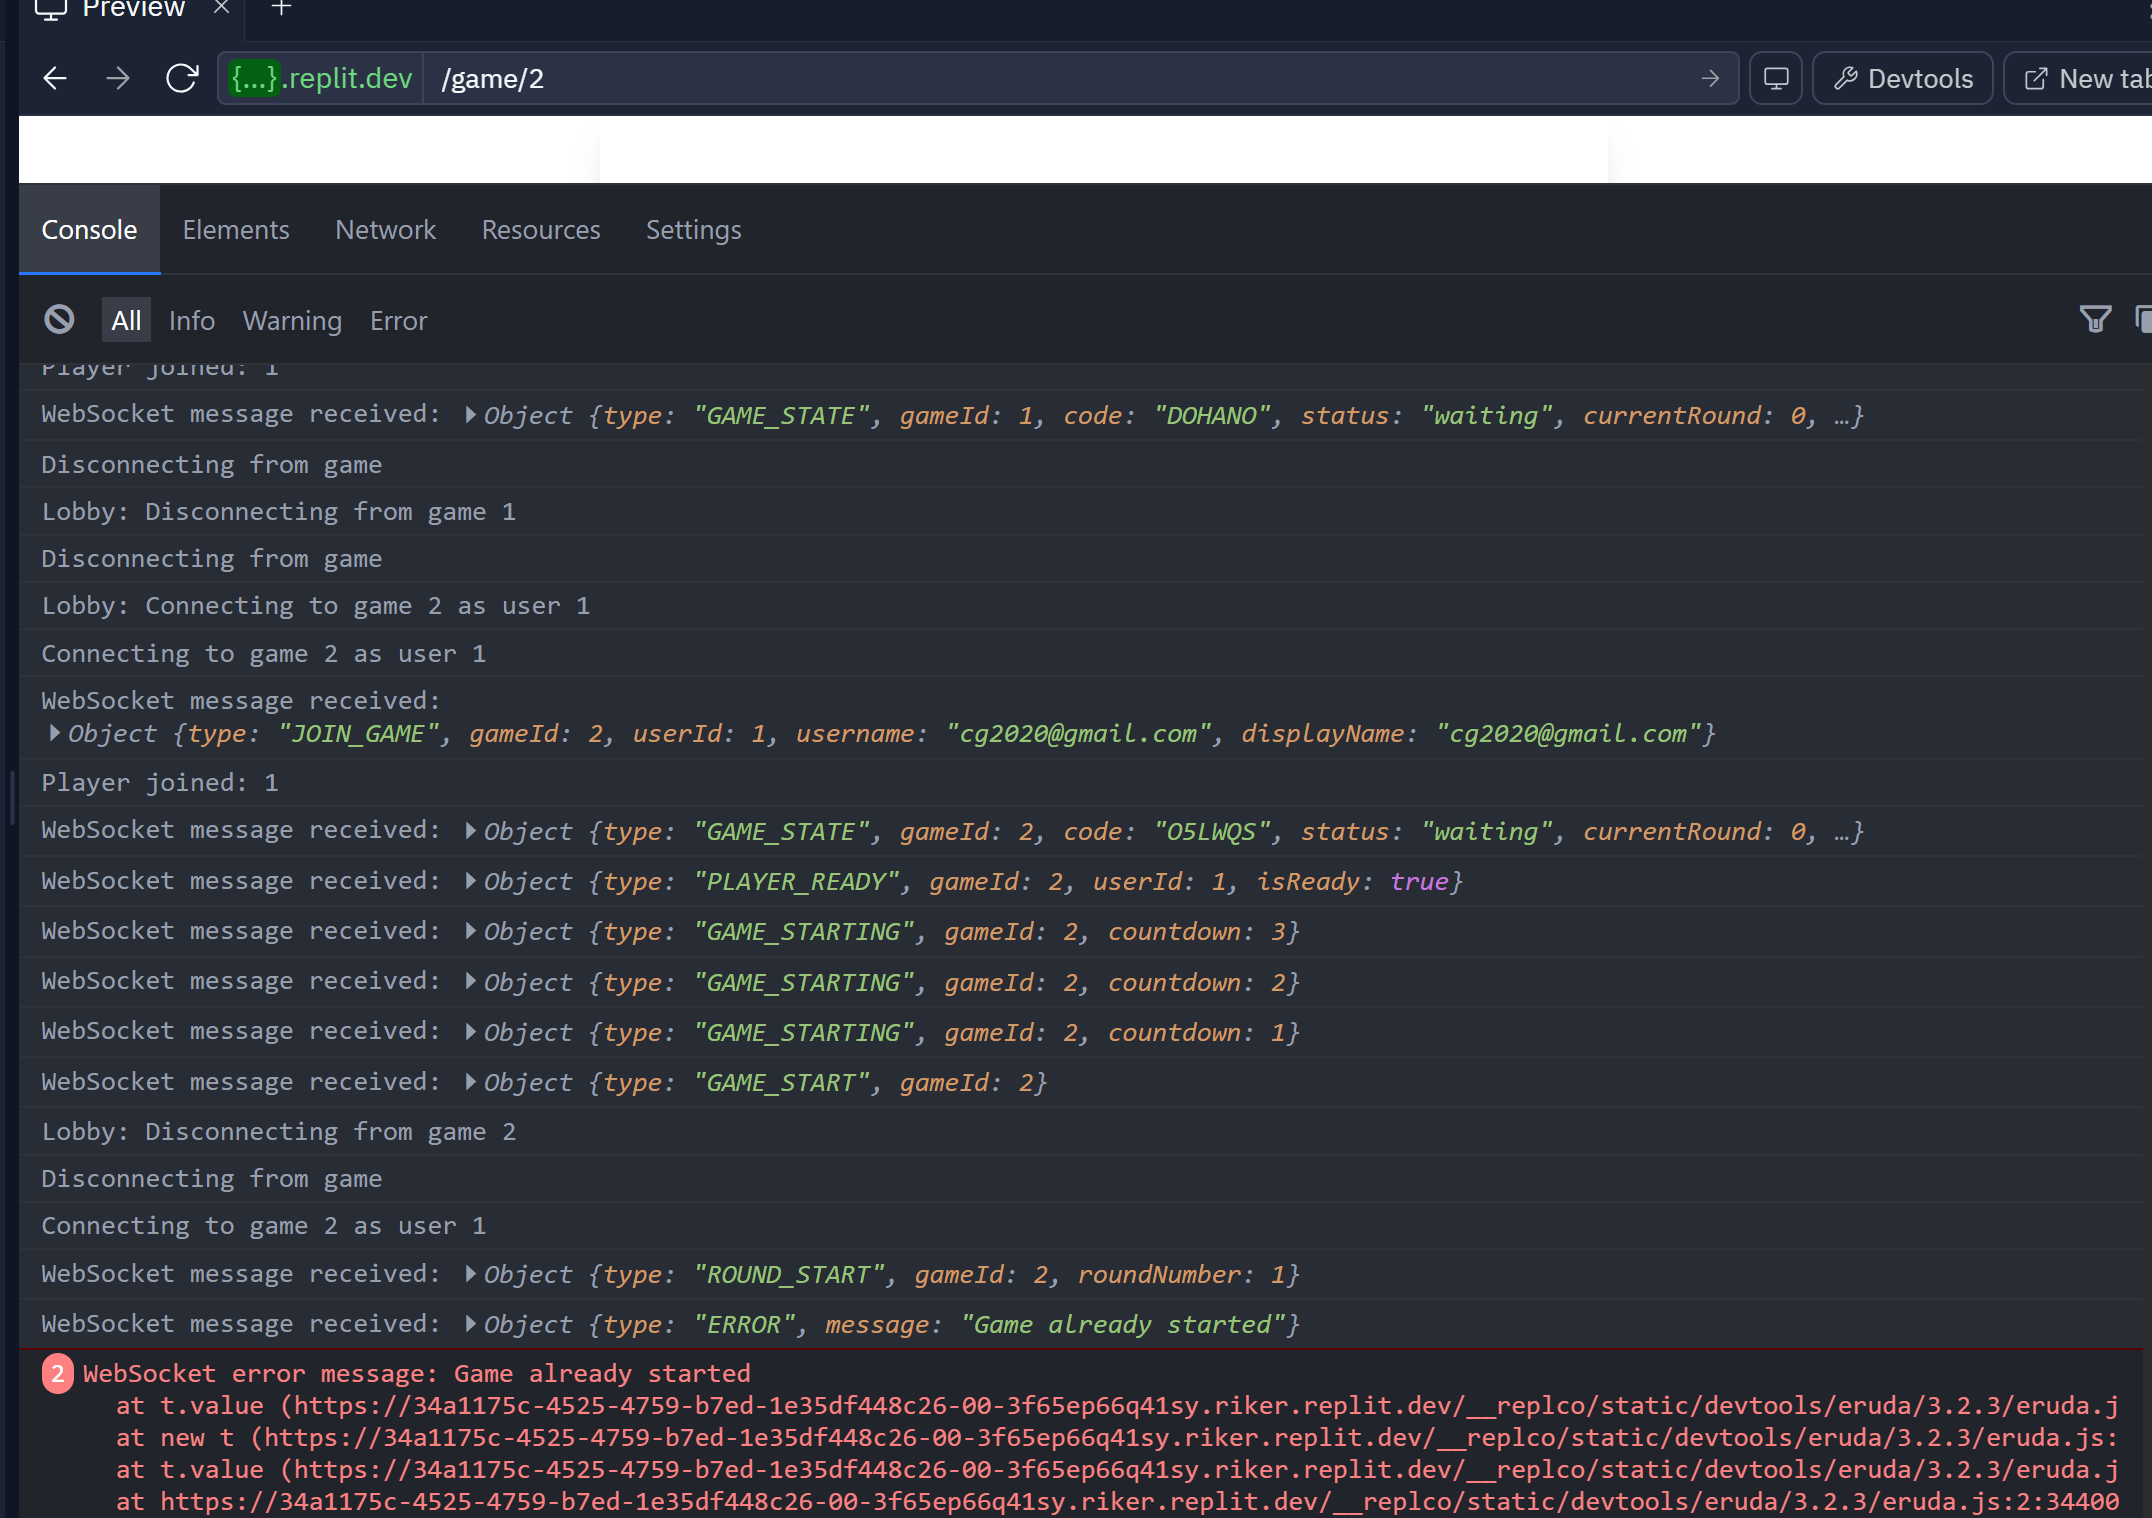 Preview
{...}.replit.dev /game/2 Devtools New tab
Console Elements Network Resources Settings
All Info Warning Error
Player joined: 1
WebSocket message received: Object {type: "GAME_STATE", gameId: 1, code: "DOHANO", status: "waiting", currentRound: 0, …}
Disconnecting from game
Lobby: Disconnecting from game 1
Disconnecting from game
Lobby: Connecting to game 2 as user 1
Connecting to game 2 as user 1
WebSocket message received:
Object {type: "JOIN_GAME", gameId: 2, userId: 1, username: "cg2020@gmail.com", displayName: "cg2020@gmail.com"}
Player joined: 1
WebSocket message received: Object {type: "GAME_STATE", gameId: 2, code: "O5LWQS", status: "waiting", currentRound: 0, …}
WebSocket message received: Object {type: "PLAYER_READY", gameId: 2, userId: 1, isReady: true}
WebSocket message received: Object {type: "GAME_STARTING", gameId: 2, countdown: 3}
WebSocket message received: Object {type: "GAME_STARTING", gameId: 2, countdown: 2}
WebSocket message received: Object {type: "GAME_STARTING", gameId: 2, countdown: 1}
WebSocket message received: Object {type: "GAME_START", gameId: 2}
Lobby: Disconnecting from game 2
Disconnecting from game
Connecting to game 2 as user 1
WebSocket message received: Object {type: "ROUND_START", gameId: 2, roundNumber: 1}
WebSocket message received: Object {type: "ERROR", message: "Game already started"}
2 WebSocket error message: Game already started
at t.value (https://34a1175c-4525-4759-b7ed-1e35df448c26-00-3f65ep66q41sy.riker.replit.dev/__replco/static/devtools/eruda/3.2.3/eruda.j
at new t (https://34a1175c-4525-4759-b7ed-1e35df448c26-00-3f65ep66q41sy.riker.replit.dev/__replco/static/devtools/eruda/3.2.3/eruda.js:
at t.value (https://34a1175c-4525-4759-b7ed-1e35df448c26-00-3f65ep66q41sy.riker.replit.dev/__replco/static/devtools/eruda/3.2.3/eruda.j
at https://34a1175c-4525-4759-b7ed-1e35df448c26-00-3f65ep66q41sy.riker.replit.dev/__replco/static/devtools/eruda/3.2.3/eruda.js:2:34400